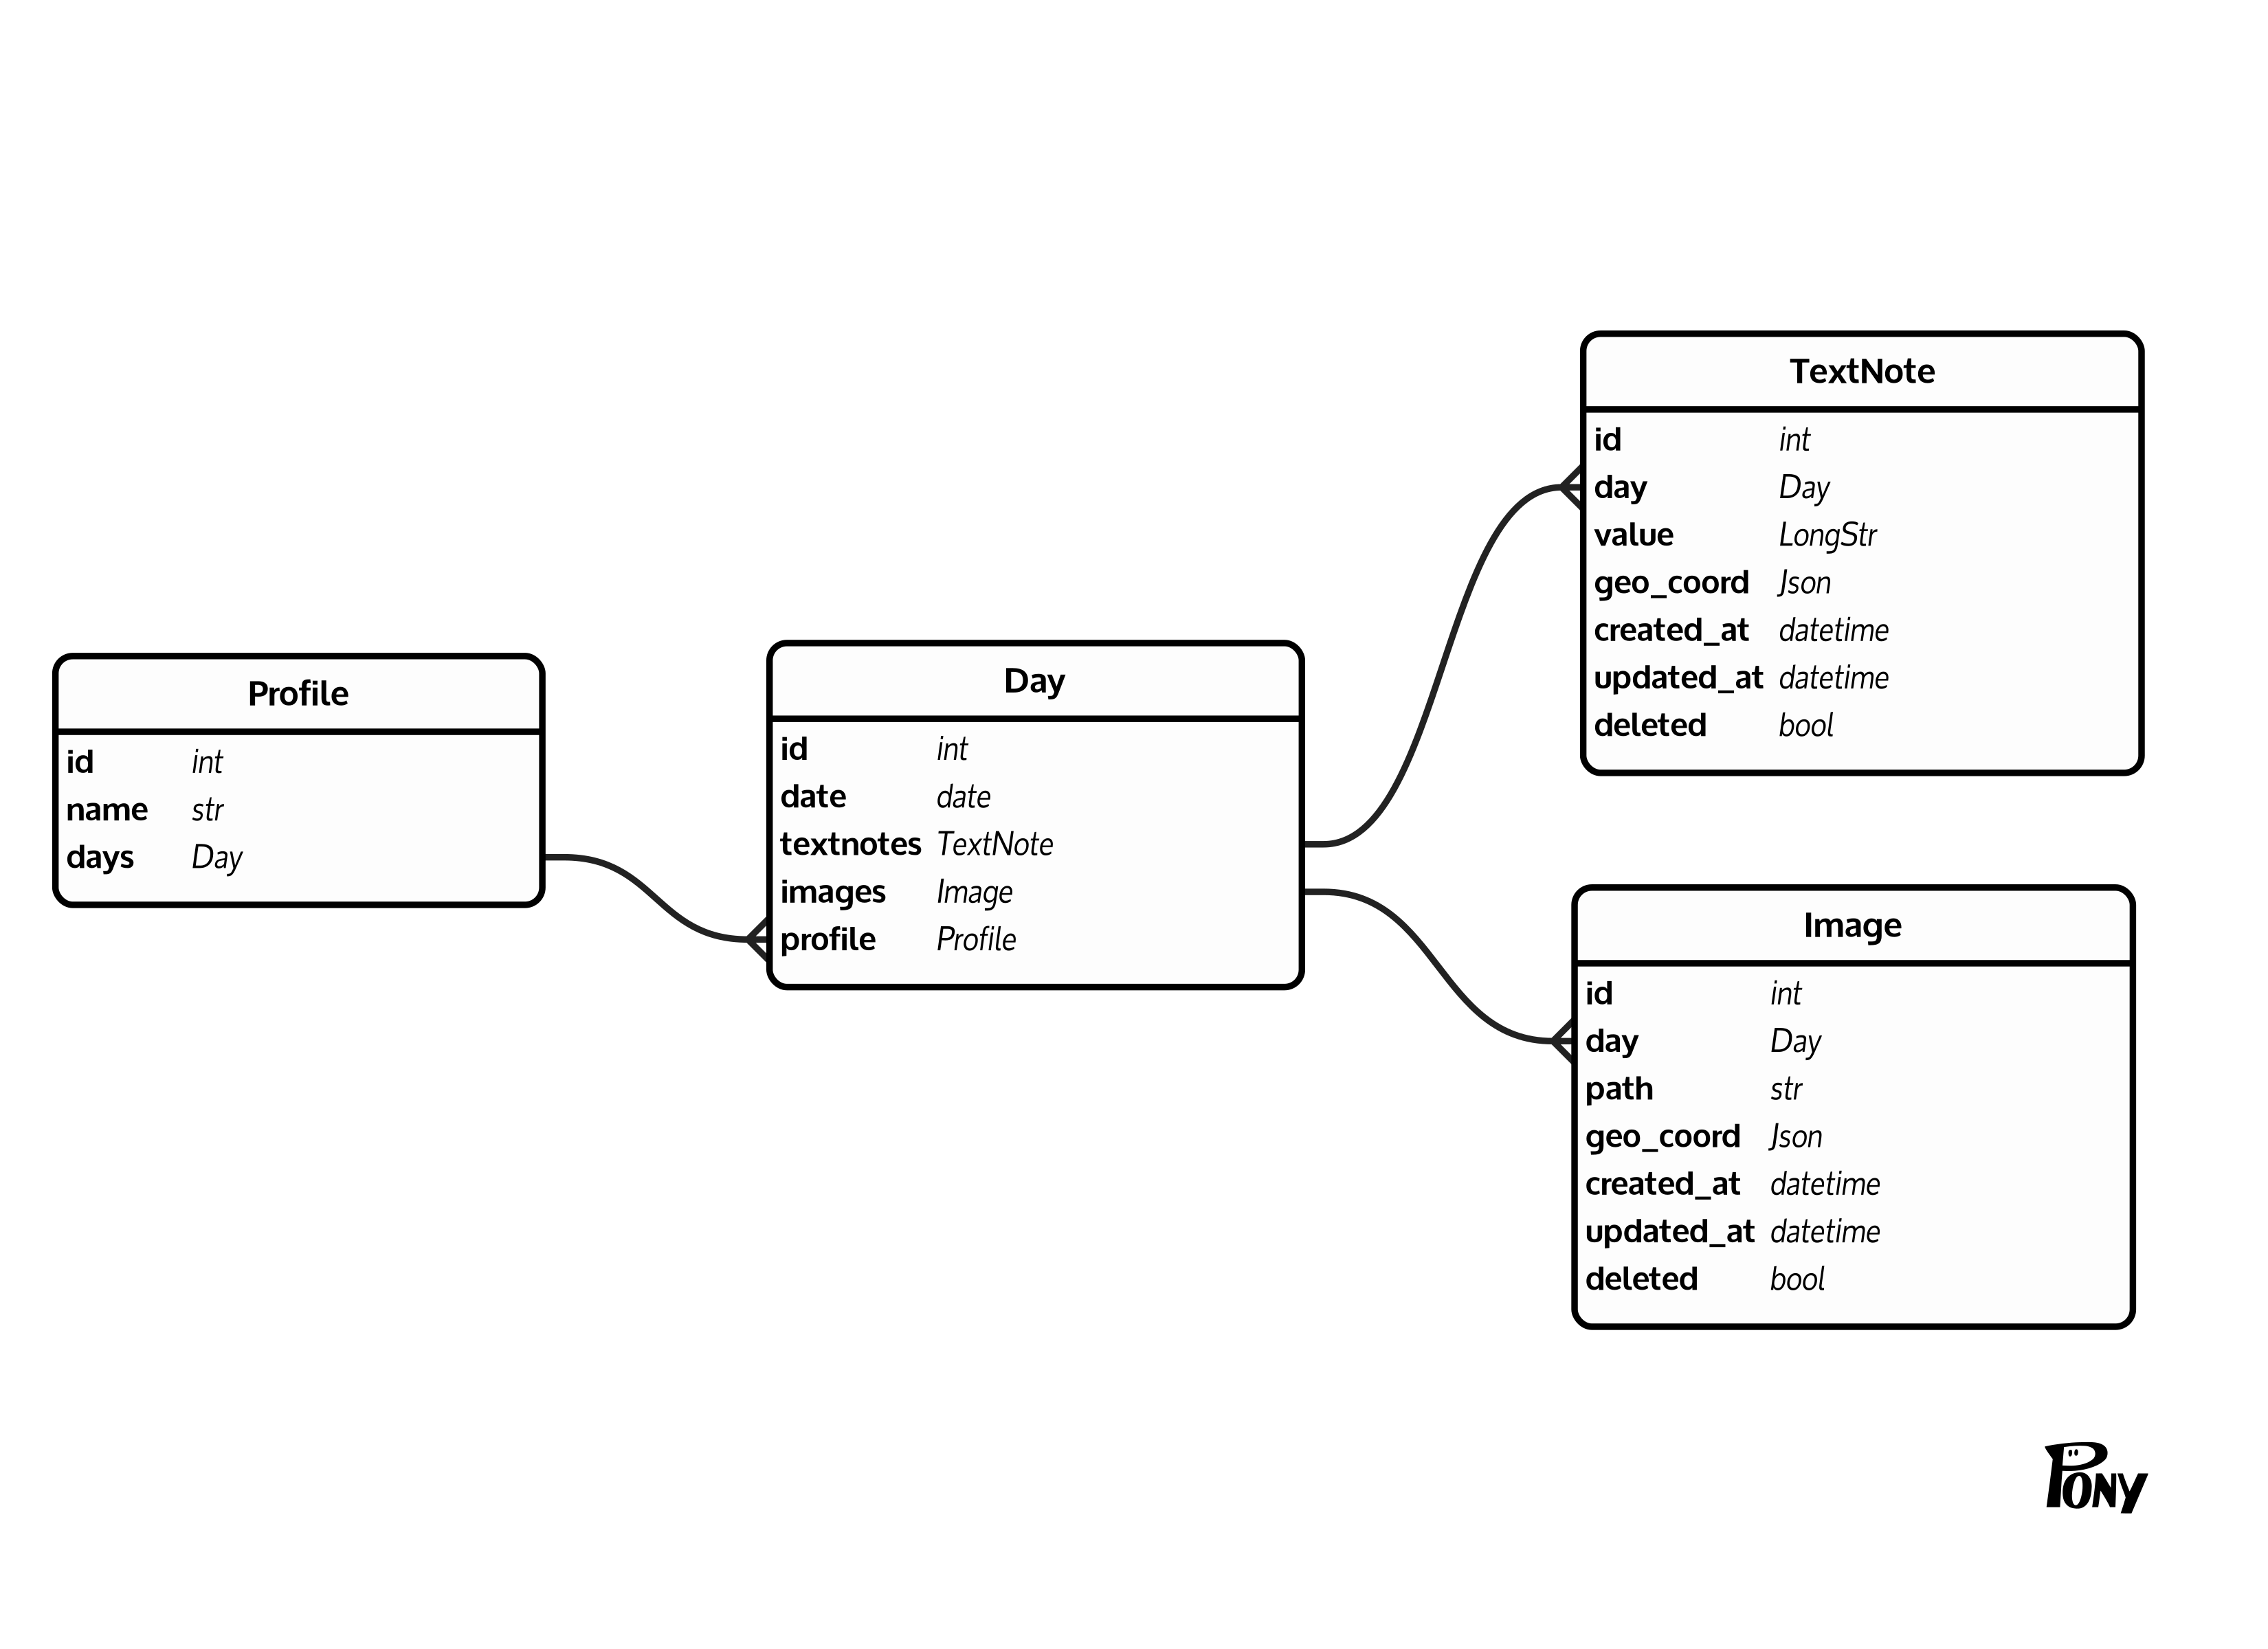 Profile
id int
name str
days Day
Day
id int
date date
textnotes TextNote
images Image
profile Profile
TextNote
id int
day Day
value LongStr
geo_coord Json
created_at datetime
updated_at datetime
deleted bool
Image
id int
day Day
path str
geo_coord Json
created_at datetime
updated_at datetime
deleted bool
PONY